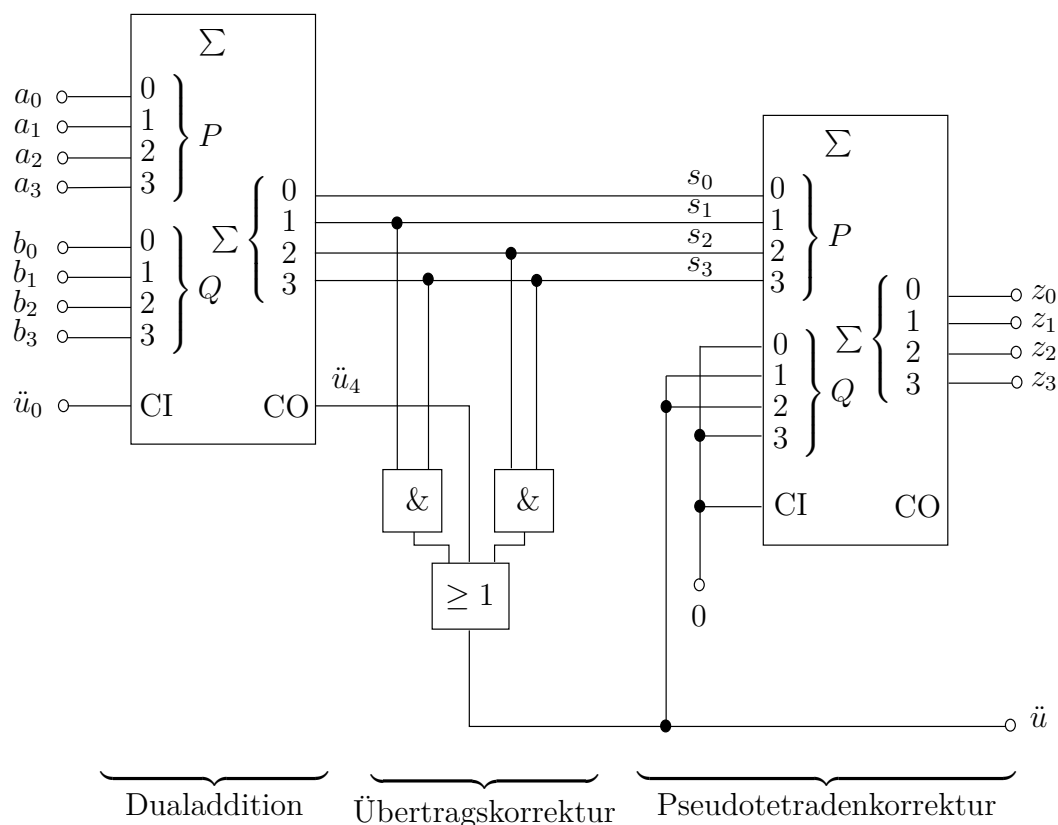 Σ
a₀ 0
a₁ 1
a₂ 2
a₃ 3
P
b₀ 0
b₁ 1
b₂ 2
b₃ 3
Q
Σ
0
1
2
3
ü₀ CI
CO ü₄
s₀
s₁
s₂
s₃
&
&
≥ 1
Σ
0
1
2
3
P
0
1
2
3
Q
Σ
0 z₀
1 z₁
2 z₂
3 z₃
CI
CO
0
ü
Dualaddition
Übertragskorrektur
Pseudotetradenkorrektur